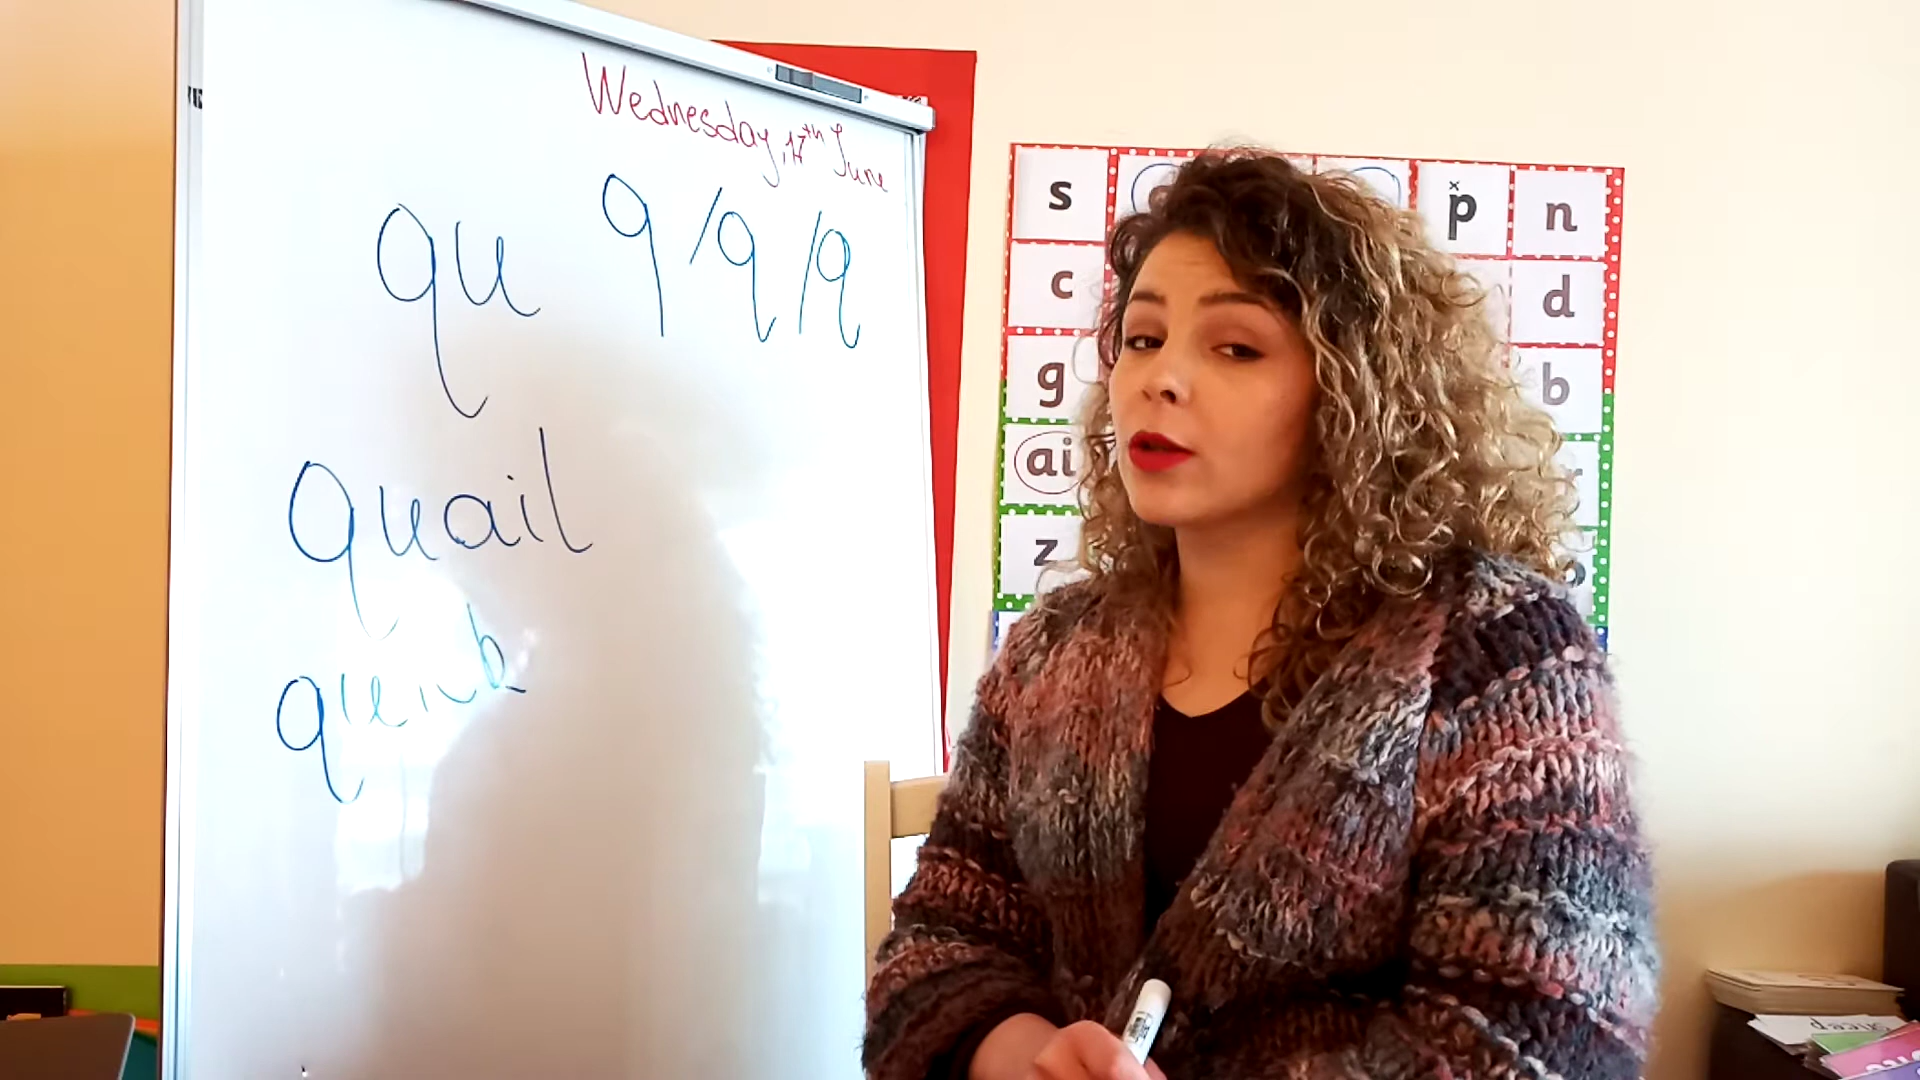 Wednesday, 17th June
qu q / q / q
quail
s p n
c d
g b
ai
z